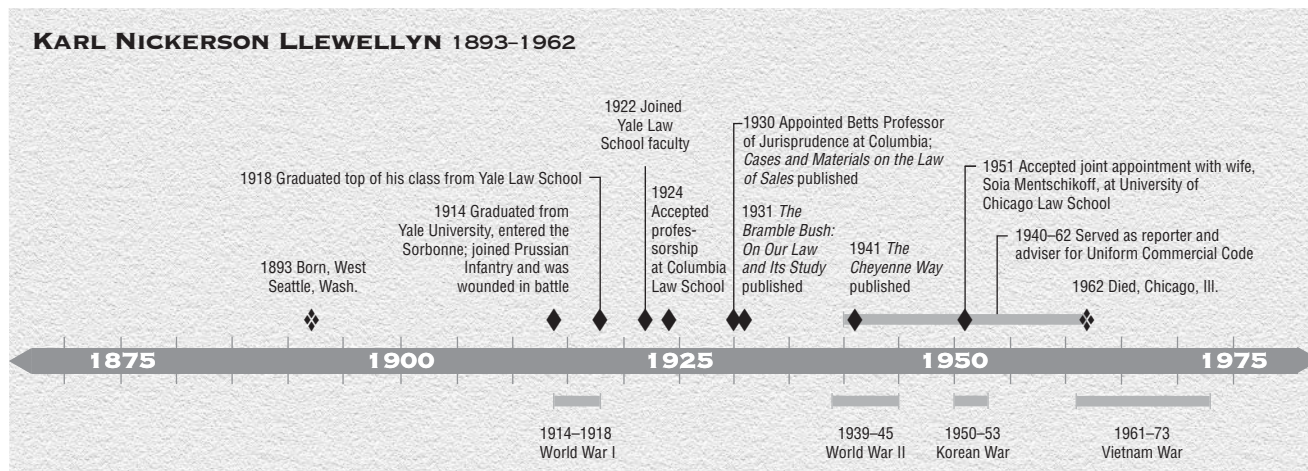 KARL NICKERSON LLEWELLYN 1893–1962
1922 Joined
Yale Law
School faculty
1930 Appointed Betts Professor
of Jurisprudence at Columbia;
Cases and Materials on the Law
of Sales published
1951 Accepted joint appointment with wife,
Soia Mentschikoff, at University of
Chicago Law School
1918 Graduated top of his class from Yale Law School
1924
Accepted
profes-
sorship
at Columbia
Law School
1914 Graduated from
Yale University, entered the
Sorbonne; joined Prussian
Infantry and was
wounded in battle
1931 The
Bramble Bush:
On Our Law
and Its Study
published
1941 The
Cheyenne Way
published
1940–62 Served as reporter and
adviser for Uniform Commercial Code
1893 Born, West
Seattle, Wash.
1962 Died, Chicago, Ill.
1875 1900 1925 1950 1975
1914–1918
World War I
1939–45
World War II
1950–53
Korean War
1961–73
Vietnam War